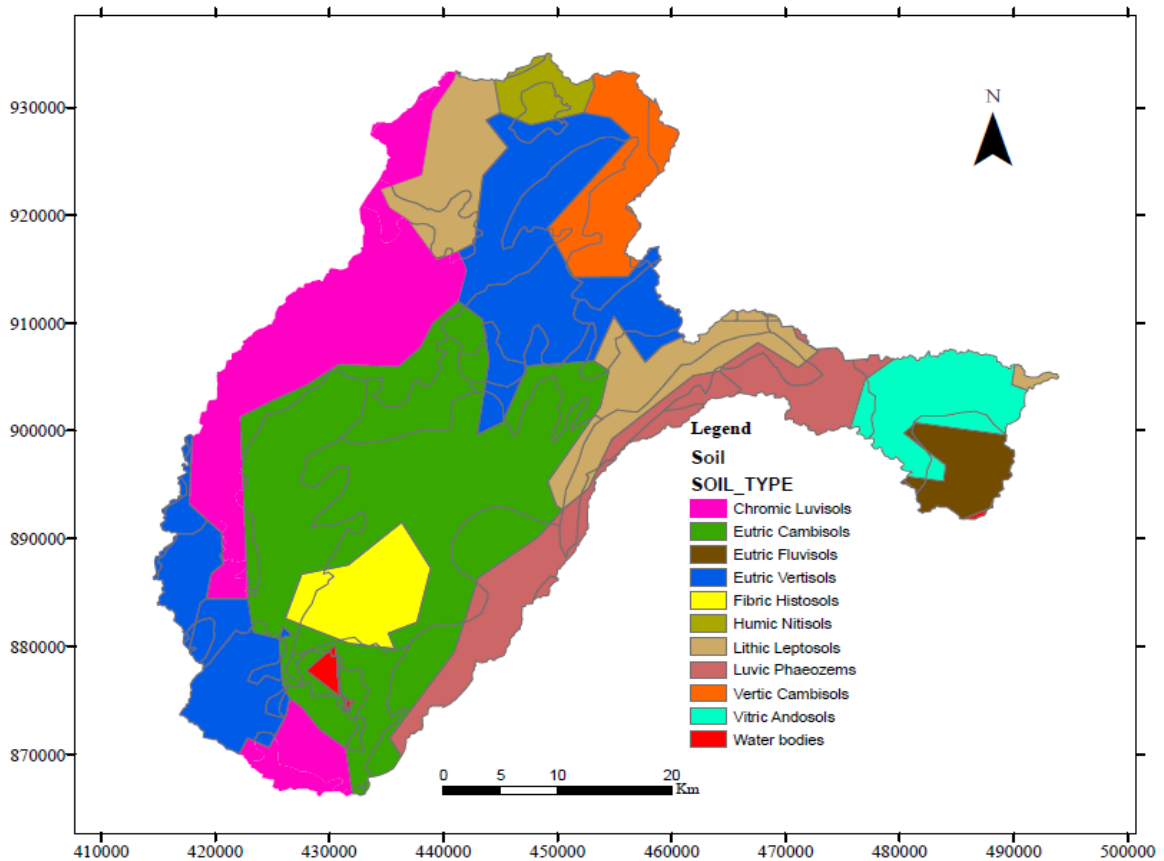 N
930000
920000
910000
900000
890000
880000
870000
Legend
Soil
SOIL_TYPE
Chromic Luvisols
Eutric Cambisols
Eutric Fluvisols
Eutric Vertisols
Fibric Histosols
Humic Nitisols
Lithic Leptosols
Luvic Phaeozems
Vertic Cambisols
Vitric Andosols
Water bodies
0 5 10 20
Km
410000 420000 430000 440000 450000 460000 470000 480000 490000 500000